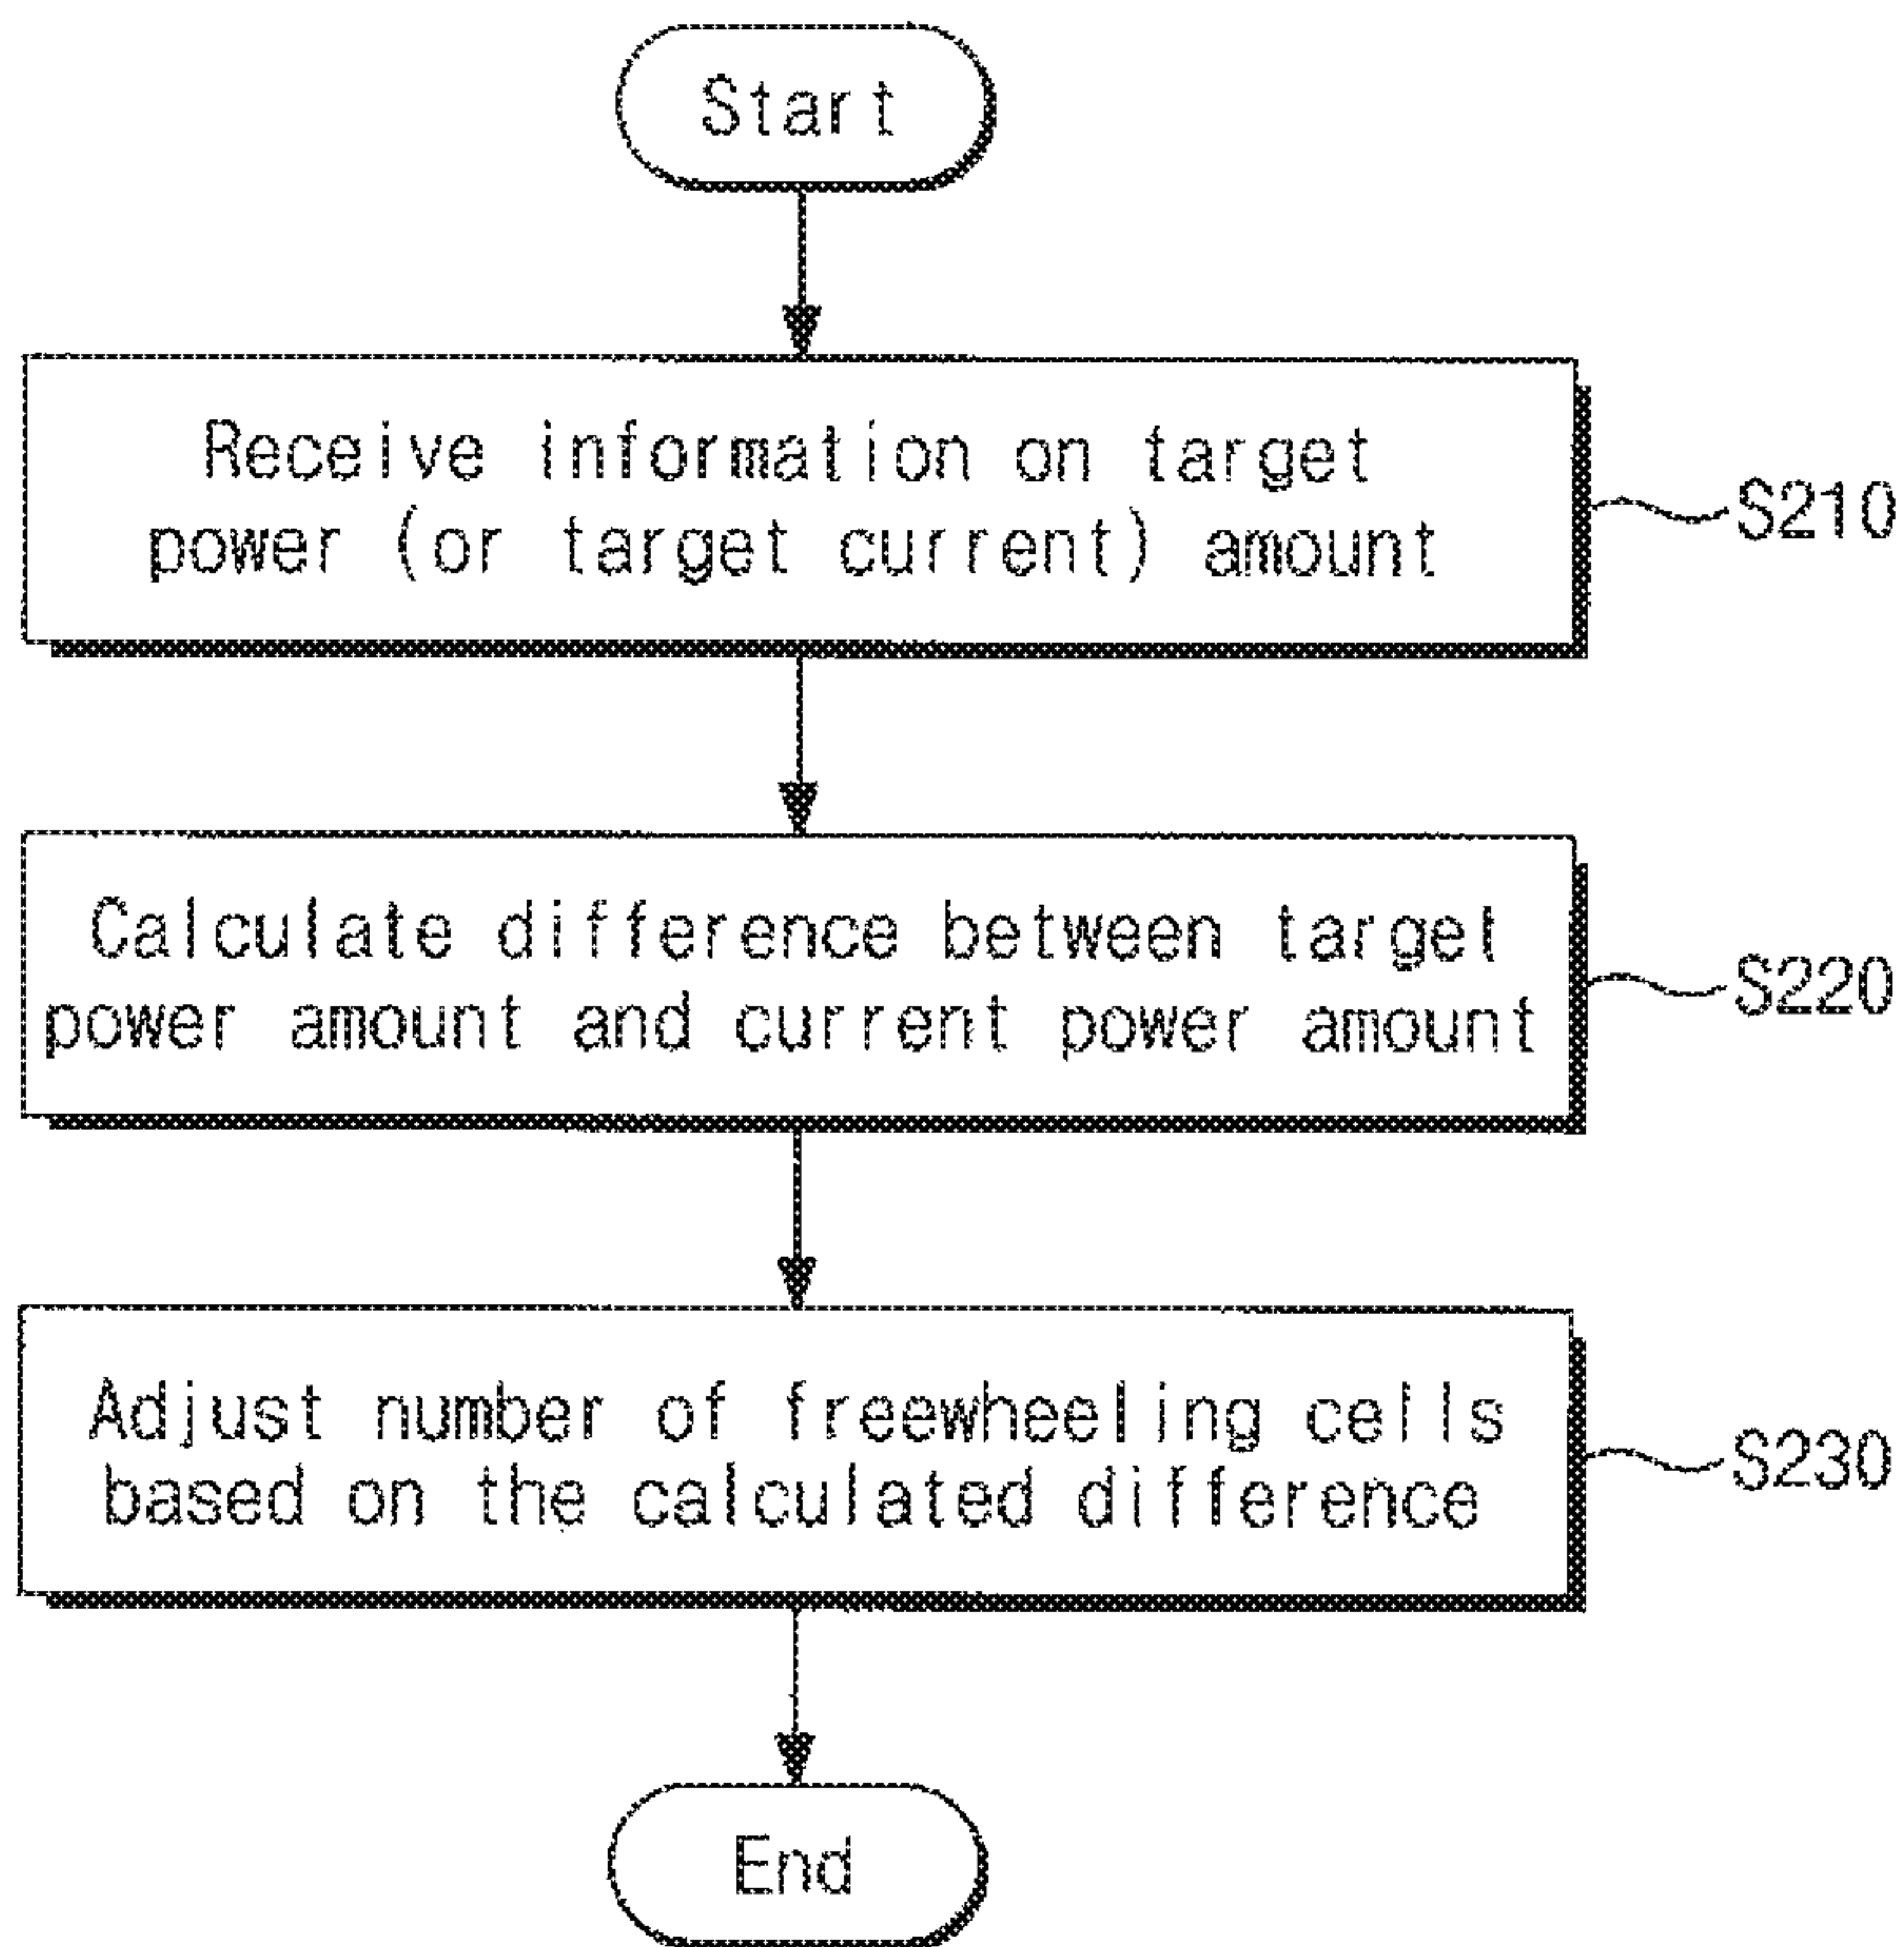 Start
Receive information on target
power (or target current) amount
S210
Calculate difference between target
power amount and current power amount
S220
Adjust number of freewheeling cells
based on the calculated difference
S230
End